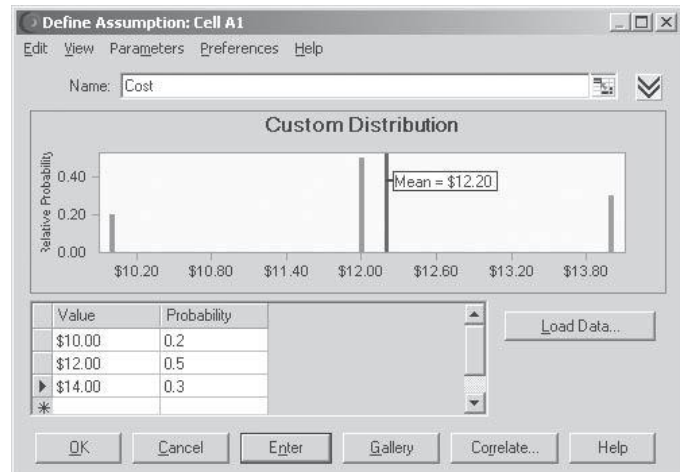 Define Assumption: Cell A1
Edit View Parameters Preferences Help
Name: Cost
Custom Distribution
Relative Probability
0.40
0.20
0.00
Mean = $12.20
$10.20 $10.80 $11.40 $12.00 $12.60 $13.20 $13.80
Value Probability
$10.00 0.2
$12.00 0.5
$14.00 0.3
Load Data...
OK Cancel Enter Gallery Correlate... Help